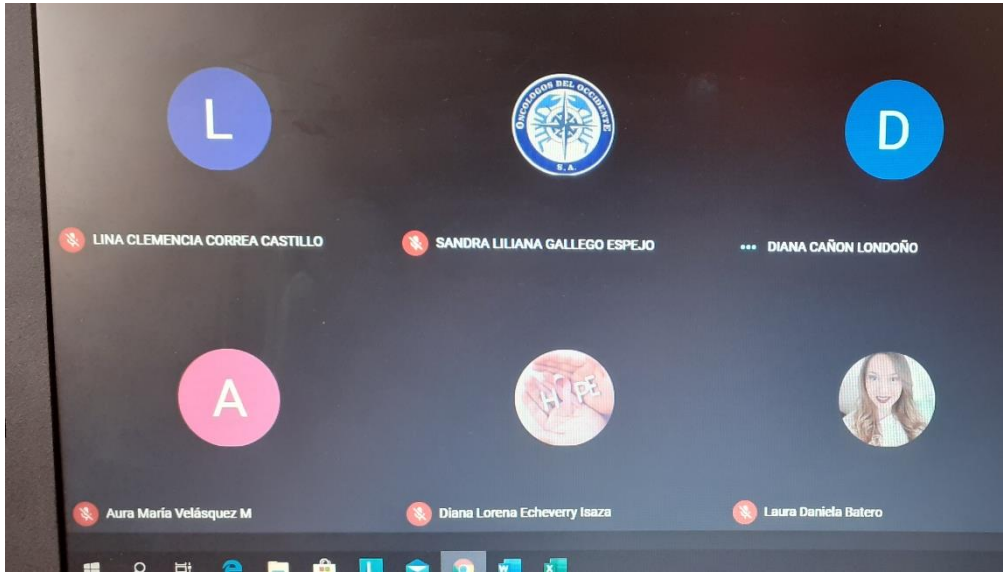 L
ONCOLOGOS DEL OCCIDENTE
S.A.
D
LINA CLEMENCIA CORREA CASTILLO
SANDRA LILIANA GALLEGO ESPEJO
DIANA CAÑON LONDOÑO
A
HOPE
Aura María Velásquez M
Diana Lorena Echeverry Isaza
Laura Daniela Batero